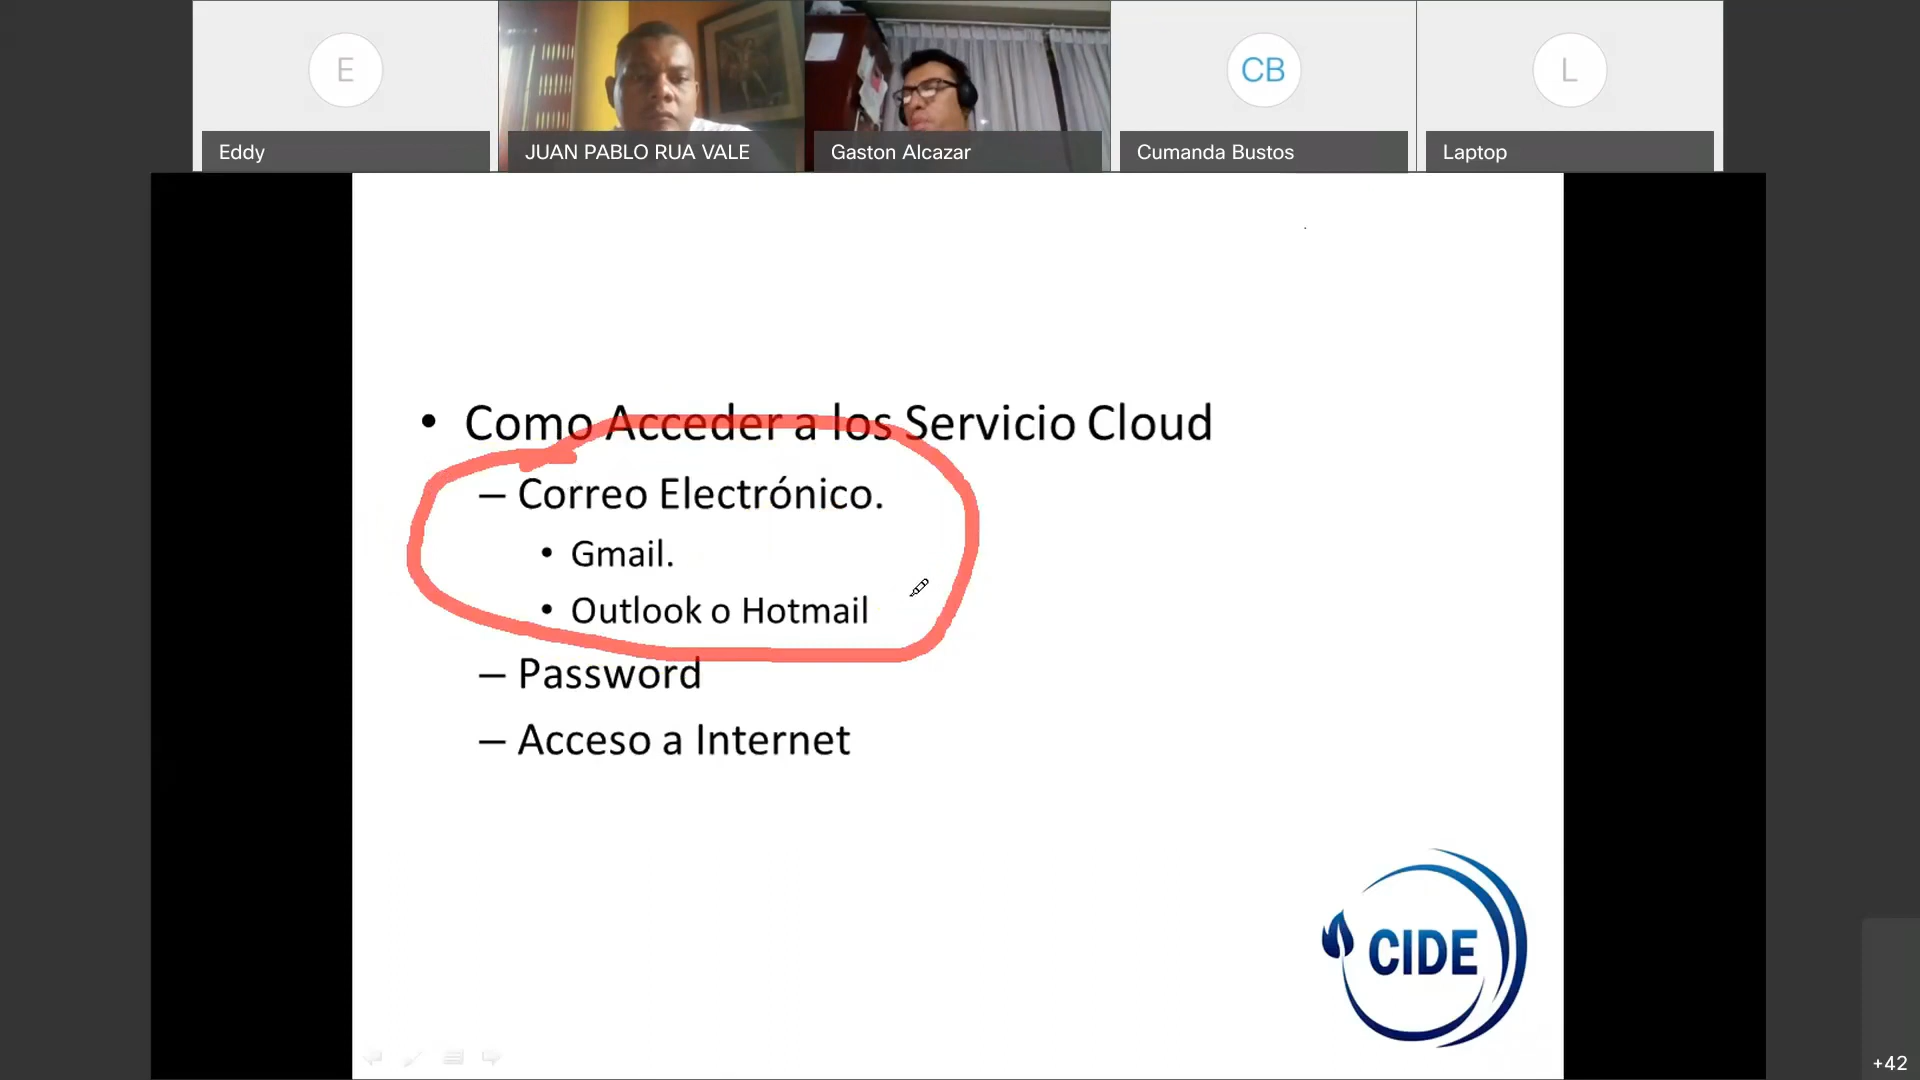 E
CB
L
Eddy
JUAN PABLO RUA VALE
Gaston Alcazar
Cumanda Bustos
Laptop
• Como Acceder a los Servicio Cloud
– Correo Electrónico.
• Gmail.
• Outlook o Hotmail
– Password
– Acceso a Internet
CIDE
+42